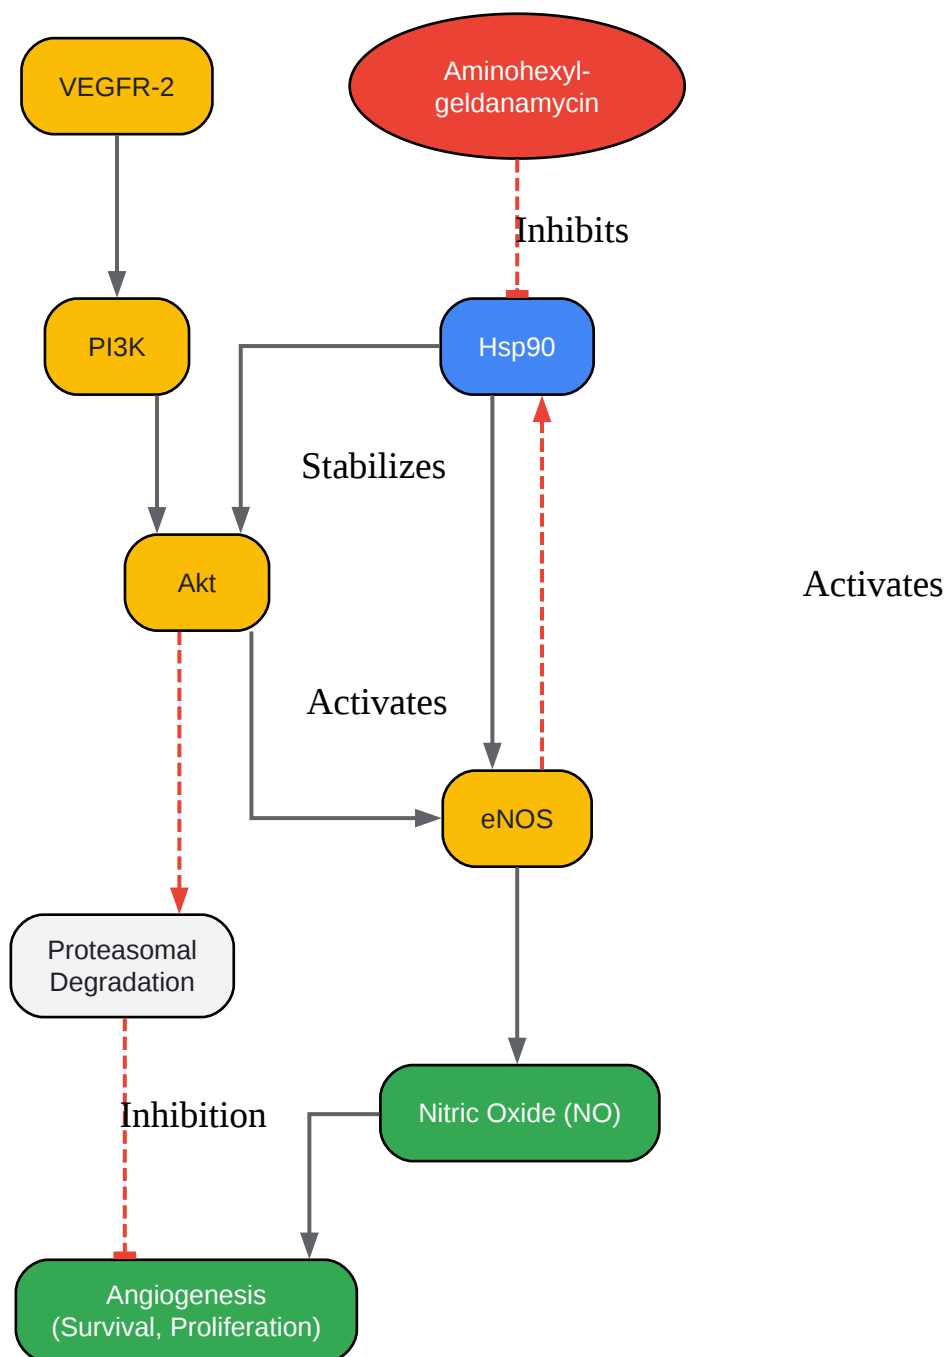 VEGFR-2
Aminohexyl-
geldanamycin
Inhibits
PI3K
Hsp90
Stabilizes
Akt
Activates
Activates
eNOS
Proteasomal
Degradation
Nitric Oxide (NO)
Inhibition
Angiogenesis
(Survival, Proliferation)